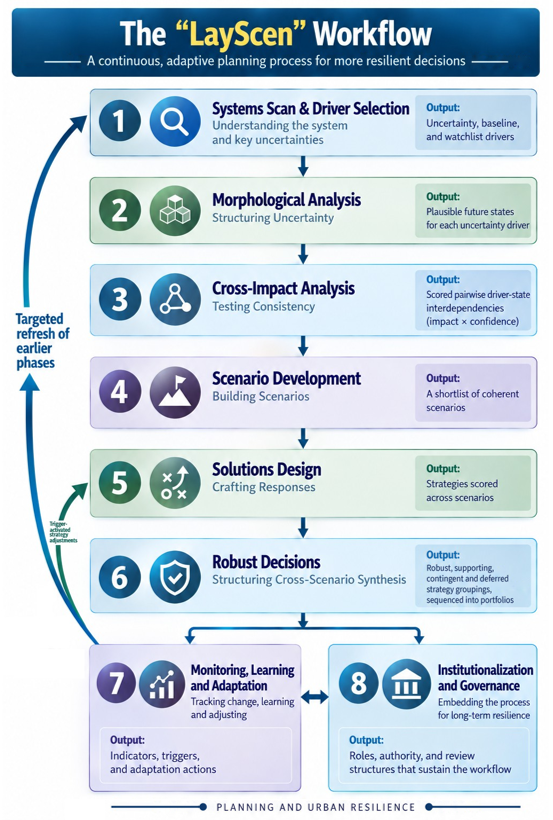 The “LayScen” Workflow
A continuous, adaptive planning process for more resilient decisions
1
Systems Scan & Driver Selection
Understanding the system
and key uncertainties
Output:
Uncertainty, baseline,
and watchlist drivers
2
Morphological Analysis
Structuring Uncertainty
Output:
Plausible future states
for each uncertainty driver
3
Cross-Impact Analysis
Testing Consistency
Output:
Scored pairwise driver-state
interdependencies
(impact × confidence)
Targeted
refresh of
earlier
phases
4
Scenario Development
Building Scenarios
Output:
A shortlist of coherent
scenarios
5
Solutions Design
Crafting Responses
Output:
Strategies scored
across scenarios
Trigger-
activated
strategy
adjustments
6
Robust Decisions
Structuring Cross-Scenario Synthesis
Output:
Robust, supporting,
contingent and deferred
strategy groupings,
sequenced into portfolios
7
Monitoring, Learning
and Adaptation
Tracking change, learning
and adjusting
Output:
Indicators, triggers,
and adaptation actions
8
Institutionalization
and Governance
Embedding the process
for long-term resilience
Output:
Roles, authority, and review
structures that sustain the workflow
PLANNING AND URBAN RESILIENCE